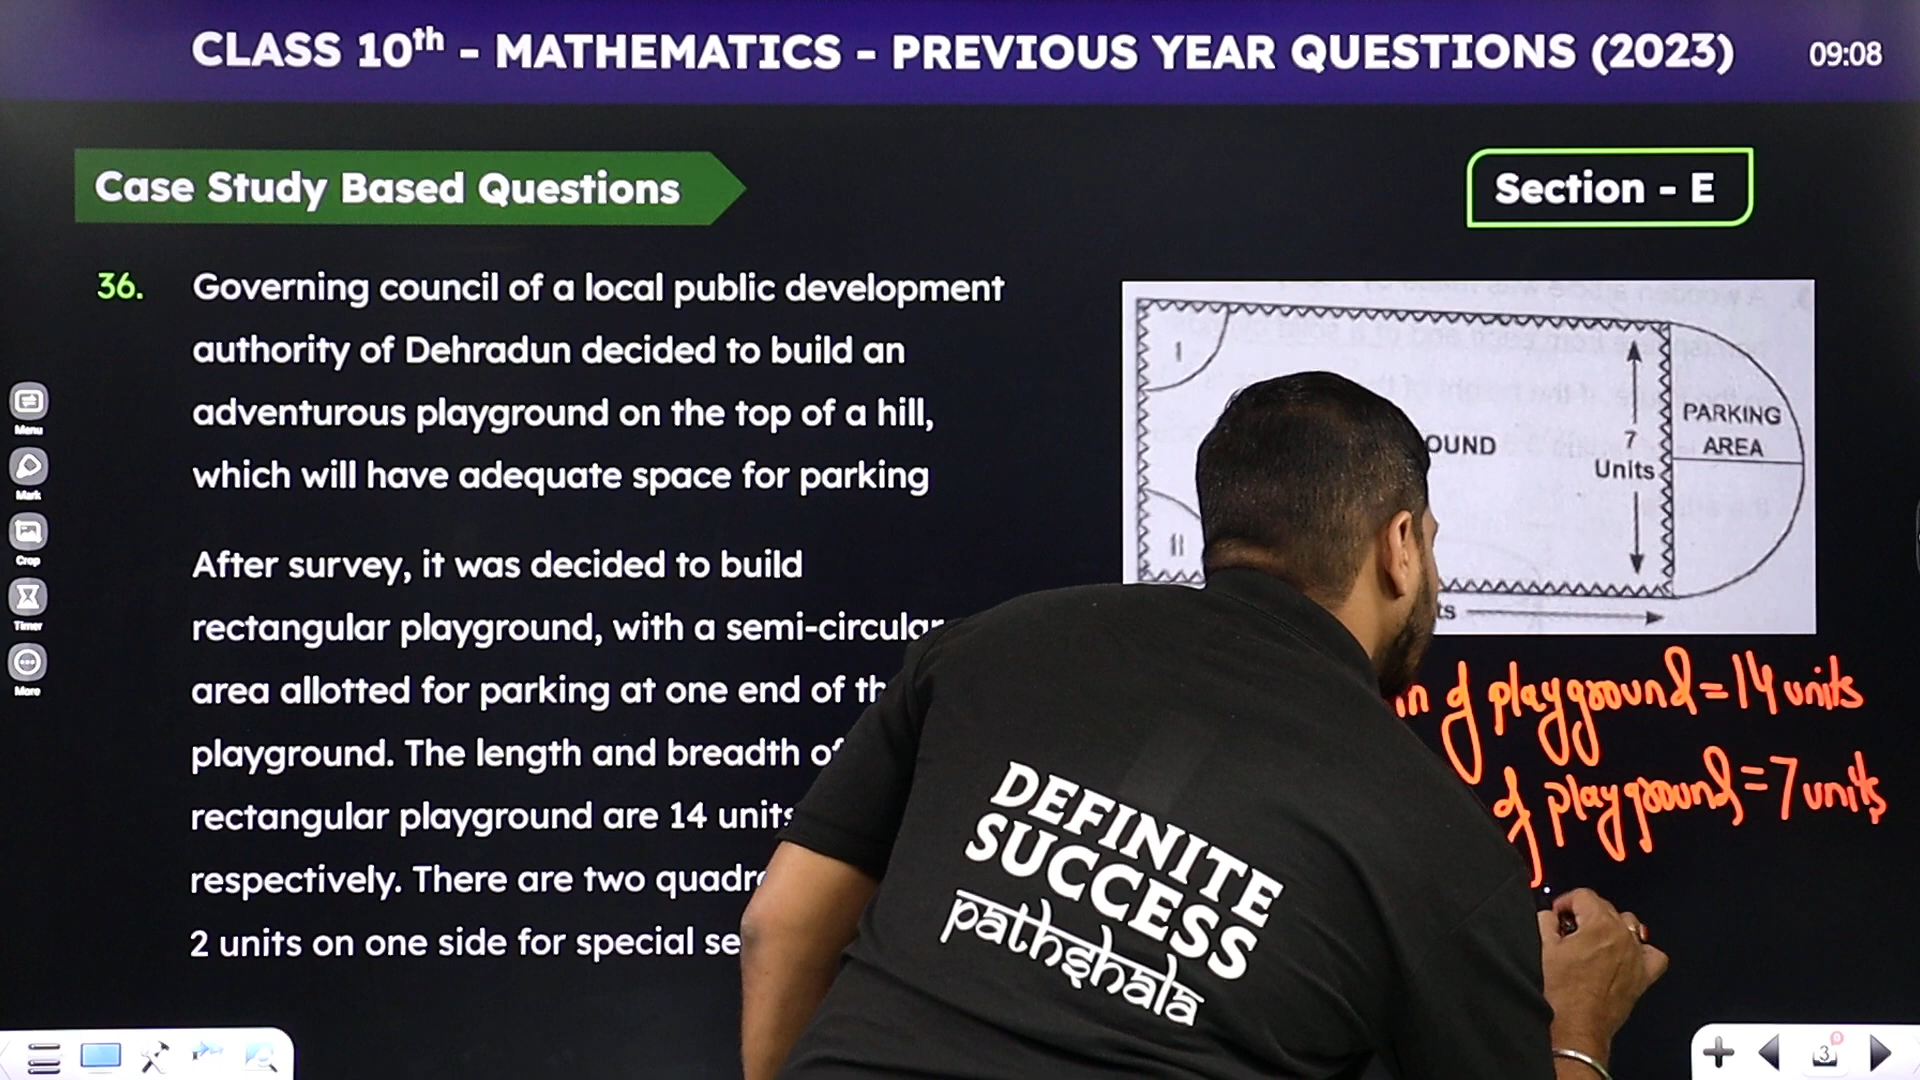 CLASS 10th - MATHEMATICS - PREVIOUS YEAR QUESTIONS (2023)
09:08
Case Study Based Questions
Section - E
36. Governing council of a local public development
authority of Dehradun decided to build an
adventurous playground on the top of a hill,
which will have adequate space for parking
After survey, it was decided to build
rectangular playground, with a semi-circular
area allotted for parking at one end of th
playground. The length and breadth of
rectangular playground are 14 units
respectively. There are two quadr
2 units on one side for special se
I
II
OUND
7
Units
PARKING
AREA
ts
of playground = 14 units
of playground = 7 units
DEFINITE
SUCCESS
pathshala
Menu
Mark
Crop
Timer
More
3